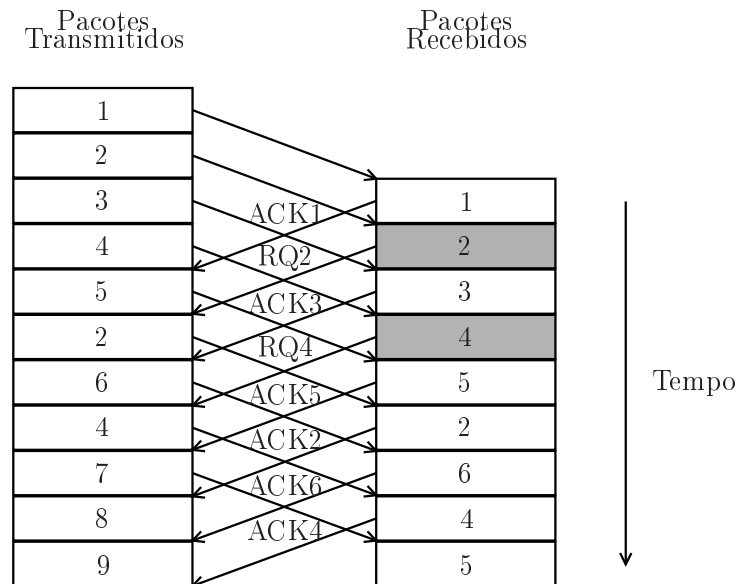 Pacotes
Transmitidos
Pacotes
Recebidos
1
2
3
4
5
2
6
4
7
8
9
ACK1
RQ2
ACK3
RQ4
ACK5
ACK2
ACK6
ACK4
1
2
3
4
5
2
6
4
5
Tempo